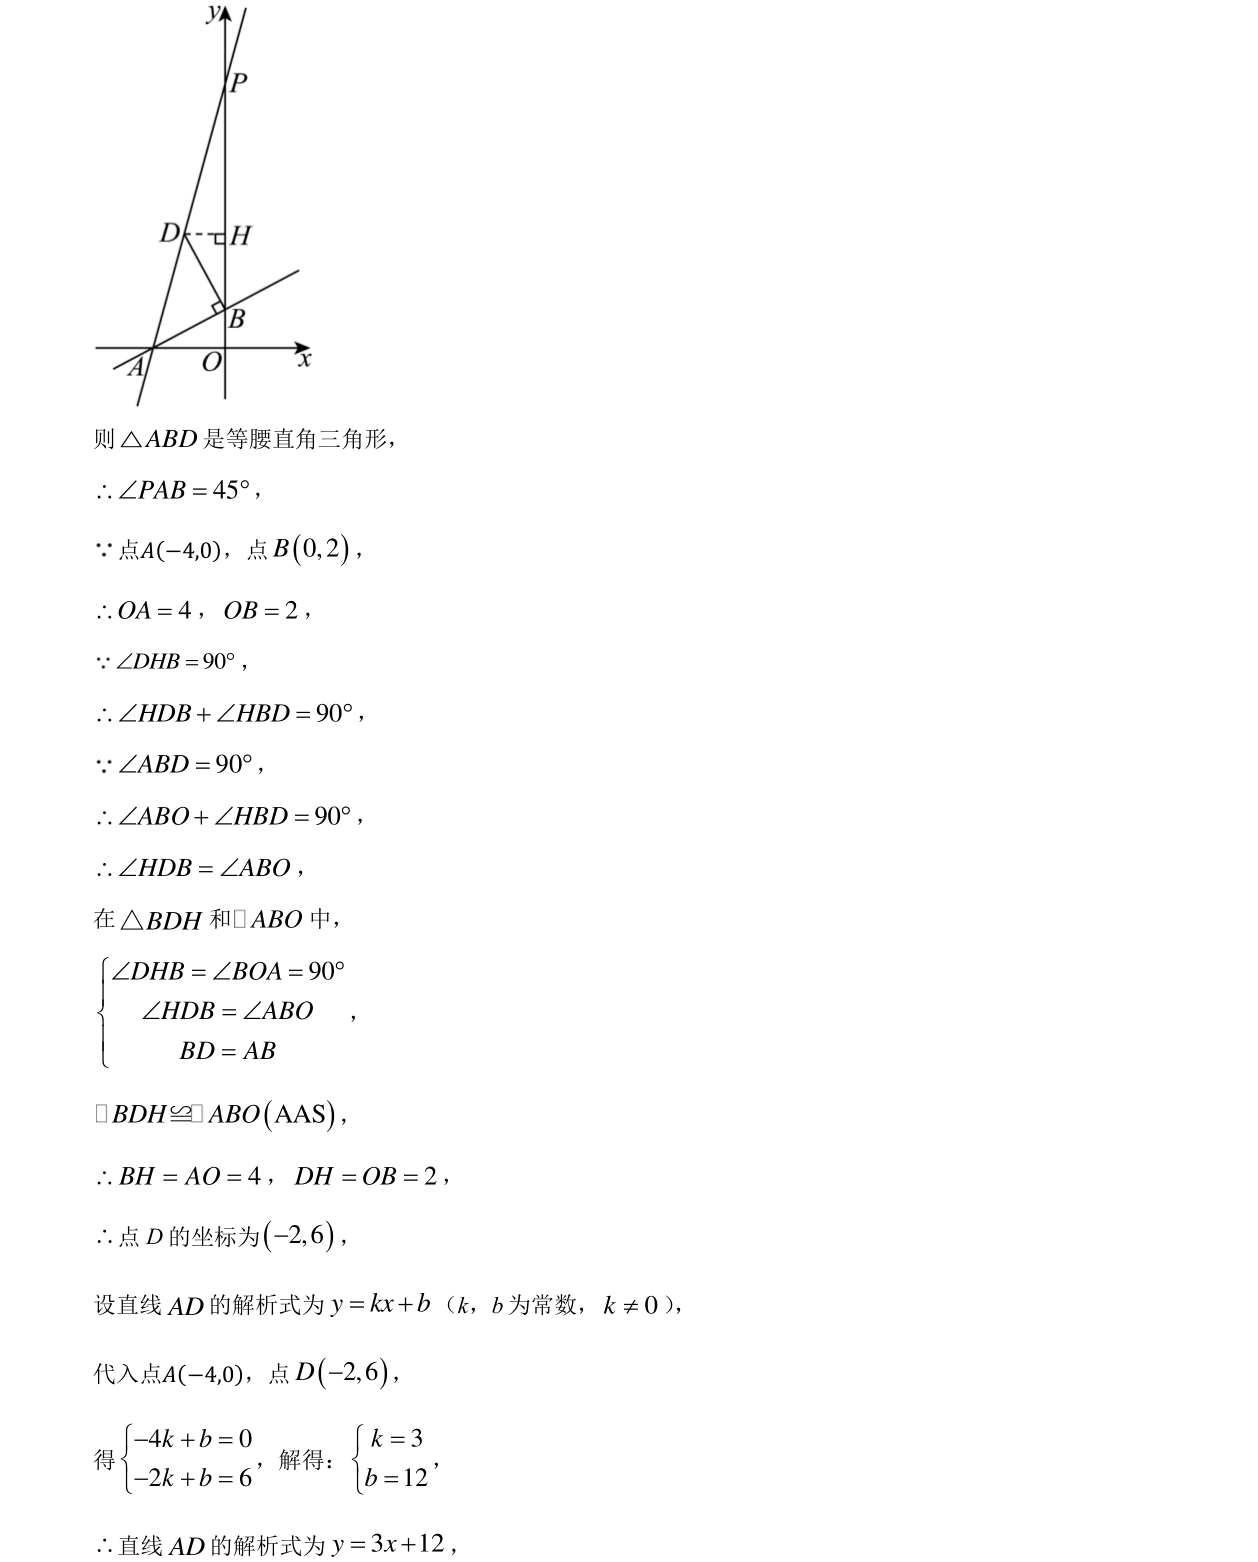 y
P
D
H
B
A
O
x
则△ABD是等腰直角三角形，
∴∠PAB=45°，
∵点A(−4,0)，点B(0,2)，
∴OA=4，OB=2，
∵∠DHB=90°，
∴∠HDB+∠HBD=90°，
∵∠ABD=90°，
∴∠ABO+∠HBD=90°，
∴∠HDB=∠ABO，
在△BDH和□ABO中，
∠DHB=∠BOA=90°
∠HDB=∠ABO ，
BD=AB
□BDH≌□ABO(AAS)，
∴BH=AO=4，DH=OB=2，
∴点D的坐标为(−2,6)，
设直线AD的解析式为y=kx+b（k，b为常数，k≠0），
代入点A(−4,0)，点D(−2,6)，
得{−4k+b=0 −2k+b=6，解得：{k=3 b=12，
∴直线AD的解析式为y=3x+12，